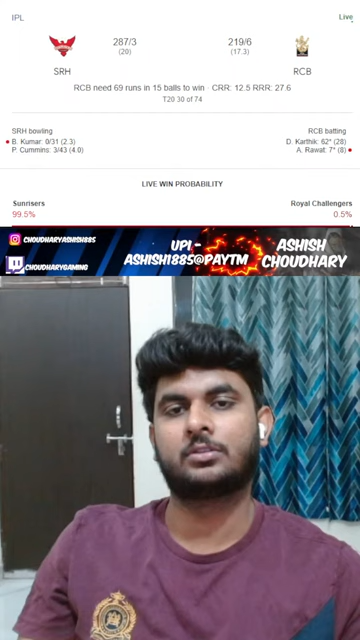 IPL
Live
287/3
(20)
219/6
(17.3)
SRH
RCB
RCB need 69 runs in 15 balls to win · CRR: 12.5 RRR: 27.6
T20 30 of 74
SRH bowling
B. Kumar: 0/31 (2.3)
P. Cummins: 3/43 (4.0)
RCB batting
D. Karthik: 62* (28)
A. Rawat: 7* (8)
LIVE WIN PROBABILITY
Sunrisers
99.5%
Royal Challengers
0.5%
CHOUDHARYASHISH885
CHOUDHARYGAMING
UPI -
ASHISH1885@PAYTM
ASHISH
CHOUDHARY